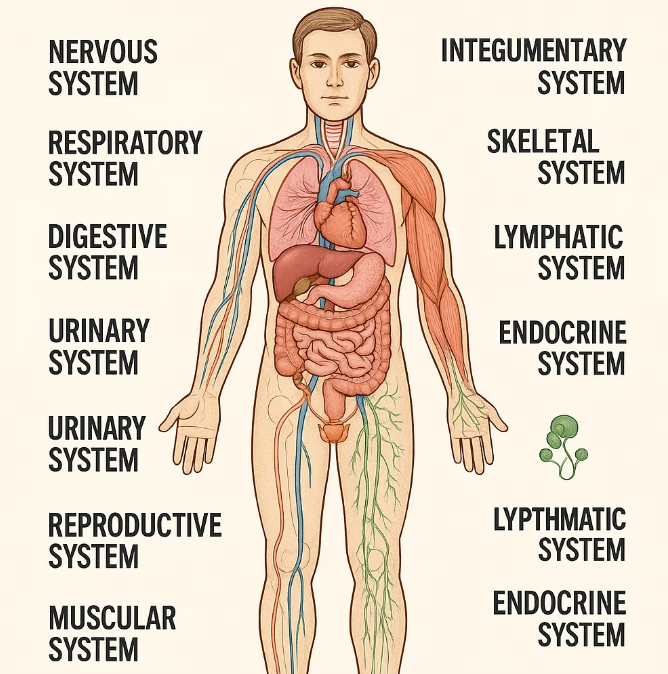 NERVOUS
SYSTEM
RESPIRATORY
SYSTEM
DIGESTIVE
SYSTEM
URINARY
SYSTEM
URINARY
SYSTEM
REPRODUCTIVE
SYSTEM
MUSCULAR
SYSTEM
INTEGUMENTARY
SYSTEM
SKELETAL
SYSTEM
LYMPHATIC
SYSTEM
ENDOCRINE
SYSTEM
LYPTHMATIC
SYSTEM
ENDOCRINE
SYSTEM